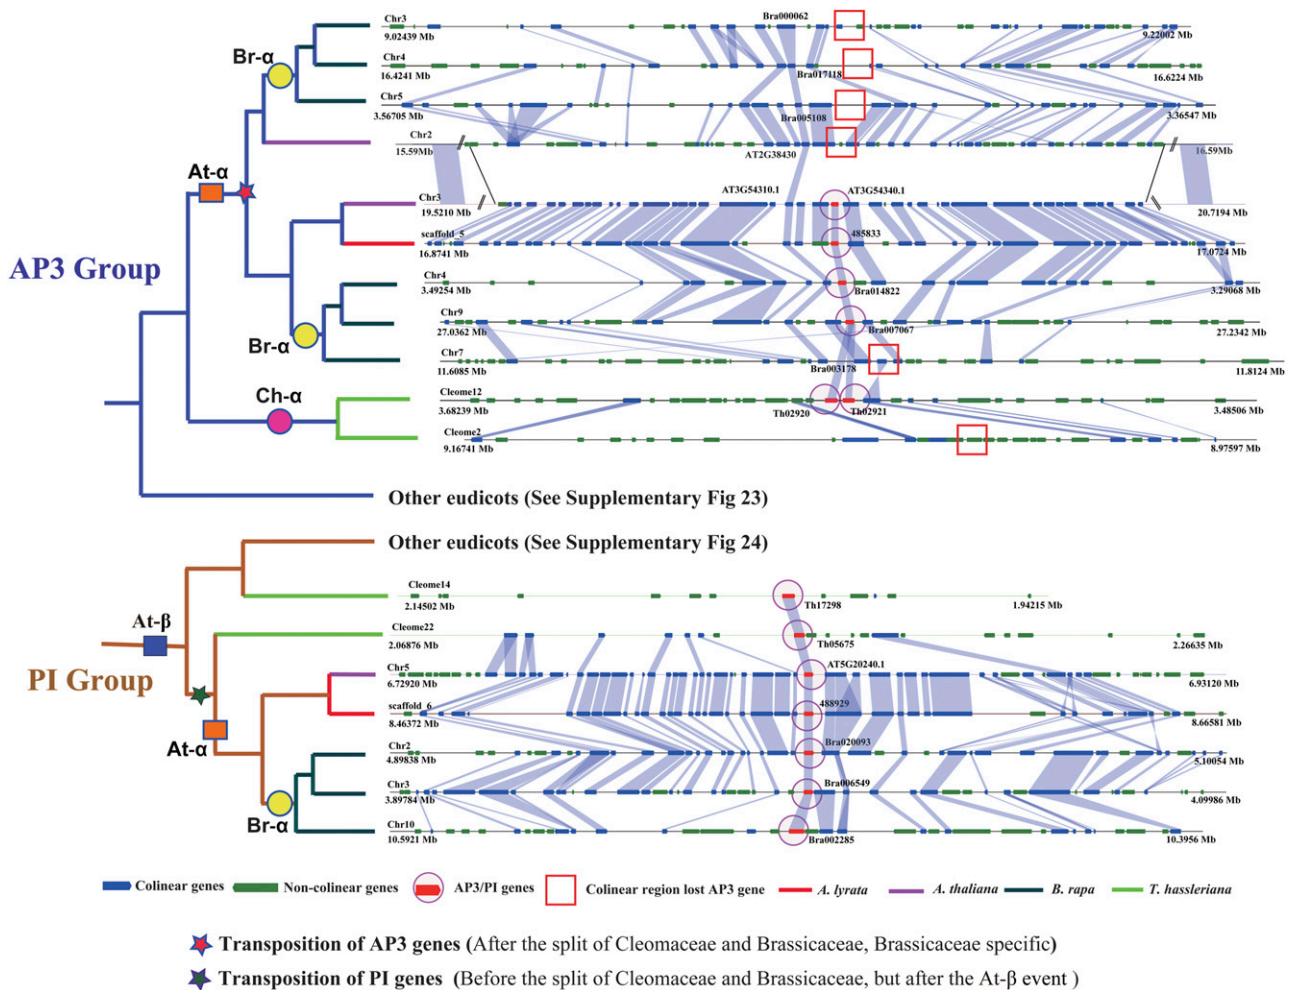 Chr3
Bra000062
9.02439 Mb
9.22002 Mb
Br-α
Chr4
16.4241 Mb
Bra017118
16.6224 Mb
Chr5
3.56705 Mb
Bra005108
3.36547 Mb
Chr2
15.59Mb
AT2G38430
16.59Mb
At-α
Chr3
AT3G54310.1
AT3G54340.1
19.5210 Mb
20.7194 Mb
scaffold_5
485833
16.8741 Mb
17.0724 Mb
AP3 Group
Chr4
3.49254 Mb
Bra014822
3.29068 Mb
Chr9
27.0362 Mb
Bra007067
27.2342 Mb
Br-α
Chr7
11.6085 Mb
Bra003178
11.8124 Mb
Ch-α
Cleome12
3.68239 Mb
Th02920
Th02921
3.48506 Mb
Cleome2
9.16741 Mb
8.97597 Mb
Other eudicots (See Supplementary Fig 23)
Other eudicots (See Supplementary Fig 24)
Cleome14
2.14502 Mb
Th17298
1.94215 Mb
At-β
Cleome22
2.06876 Mb
Th05675
2.26635 Mb
PI Group
Chr5
AT5G20240.1
6.72920 Mb
6.93120 Mb
scaffold_6
488929
8.46372 Mb
8.66581 Mb
At-α
Chr2
Bra020093
4.89838 Mb
5.10054 Mb
Chr3
Bra006549
3.89784 Mb
4.09986 Mb
Br-α
Chr10
10.5921 Mb
Bra002285
10.3956 Mb
Colinear genes
Non-colinear genes
AP3/PI genes
Colinear region lost AP3 gene
A. lyrata
A. thaliana
B. rapa
T. hassleriana
Transposition of AP3 genes (After the split of Cleomaceae and Brassicaceae, Brassicaceae specific)
Transposition of PI genes (Before the split of Cleomaceae and Brassicaceae, but after the At-β event )